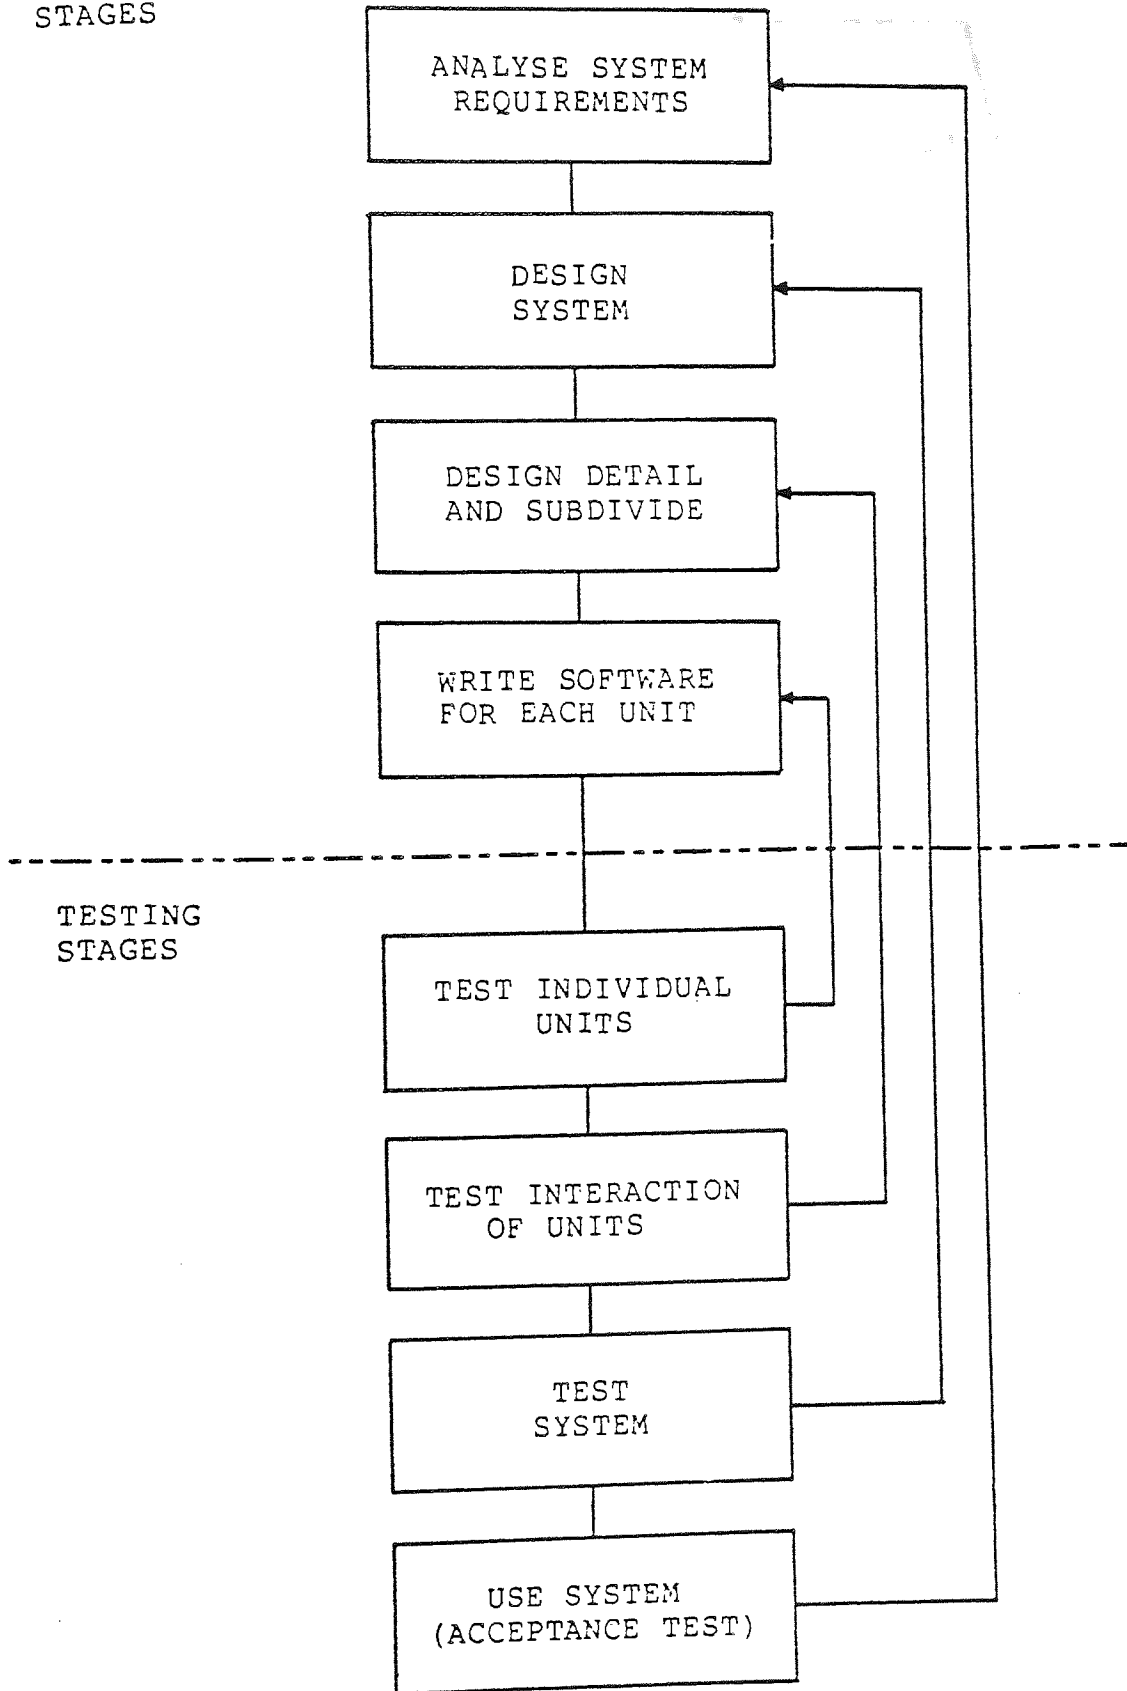 STAGES
ANALYSE SYSTEM
REQUIREMENTS
DESIGN
SYSTEM
DESIGN DETAIL
AND SUBDIVIDE
WRITE SOFTWARE
FOR EACH UNIT
TESTING
STAGES
TEST INDIVIDUAL
UNITS
TEST INTERACTION
OF UNITS
TEST
SYSTEM
USE SYSTEM
(ACCEPTANCE TEST)